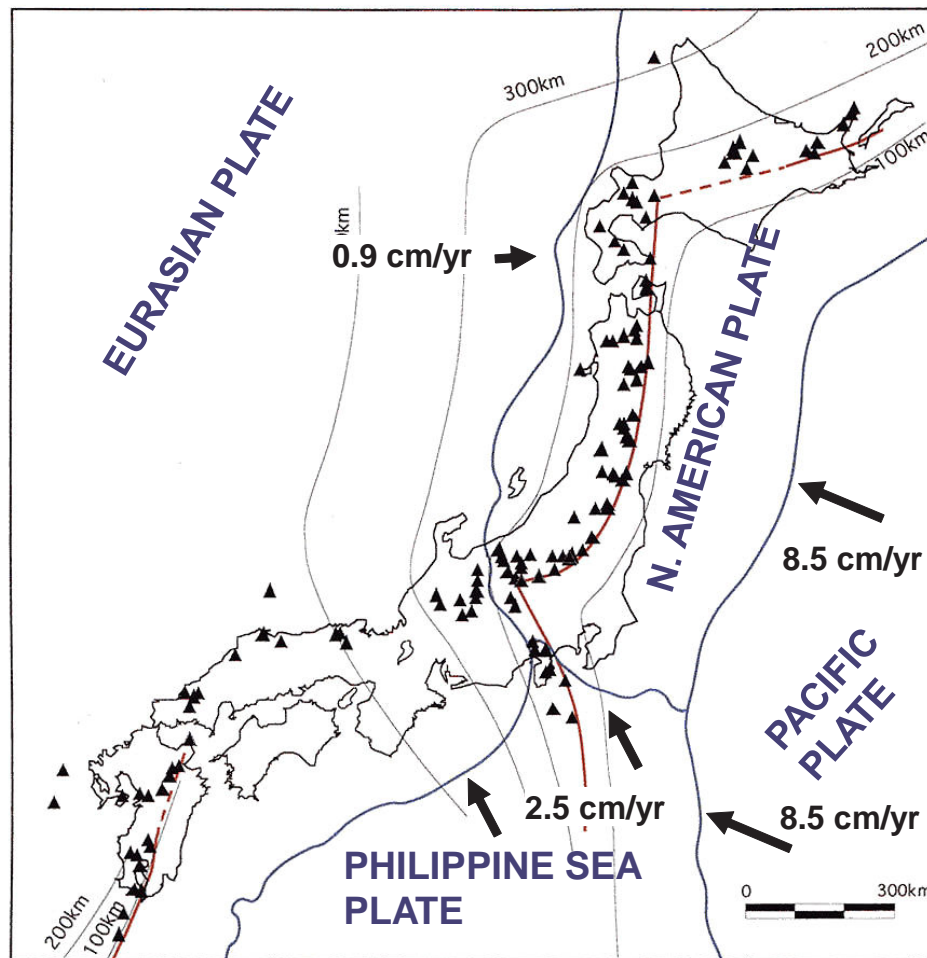 200km
300km
EURASIAN PLATE
100km
km
0.9 cm/yr
N. AMERICAN PLATE
8.5 cm/yr
PACIFIC
PLATE
2.5 cm/yr
8.5 cm/yr
PHILIPPINE SEA
PLATE
0
300km
200km
100km